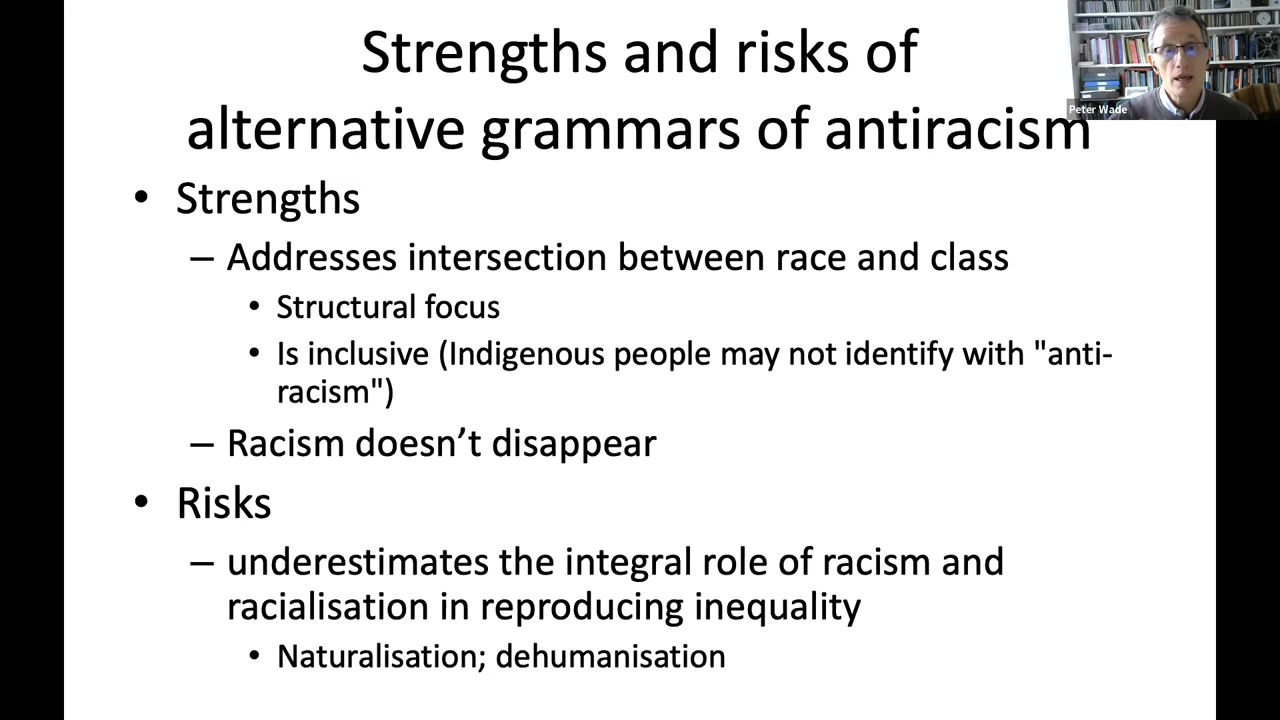 Strengths and risks of
alternative grammars of antiracism
Peter Wade
• Strengths
– Addresses intersection between race and class
• Structural focus
• Is inclusive (Indigenous people may not identify with "anti-
racism")
– Racism doesn’t disappear
• Risks
– underestimates the integral role of racism and
racialisation in reproducing inequality
• Naturalisation; dehumanisation